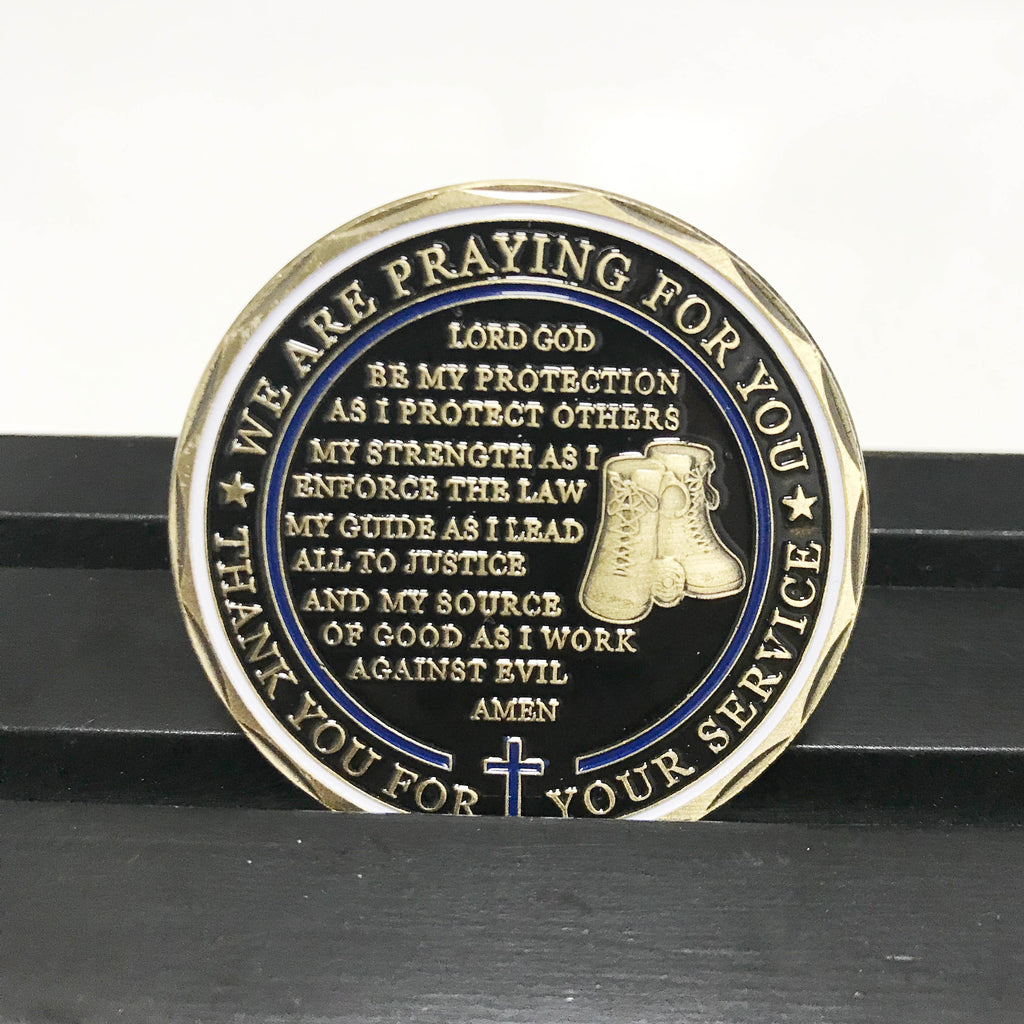 WE ARE PRAYING FOR YOU
LORD GOD
BE MY PROTECTION
AS I PROTECT OTHERS
MY STRENGTH AS I
ENFORCE THE LAW
MY GUIDE AS I LEAD
ALL TO JUSTICE
AND MY SOURCE
OF GOOD AS I WORK
AGAINST EVIL
AMEN
THANK YOU FOR YOUR SERVICE